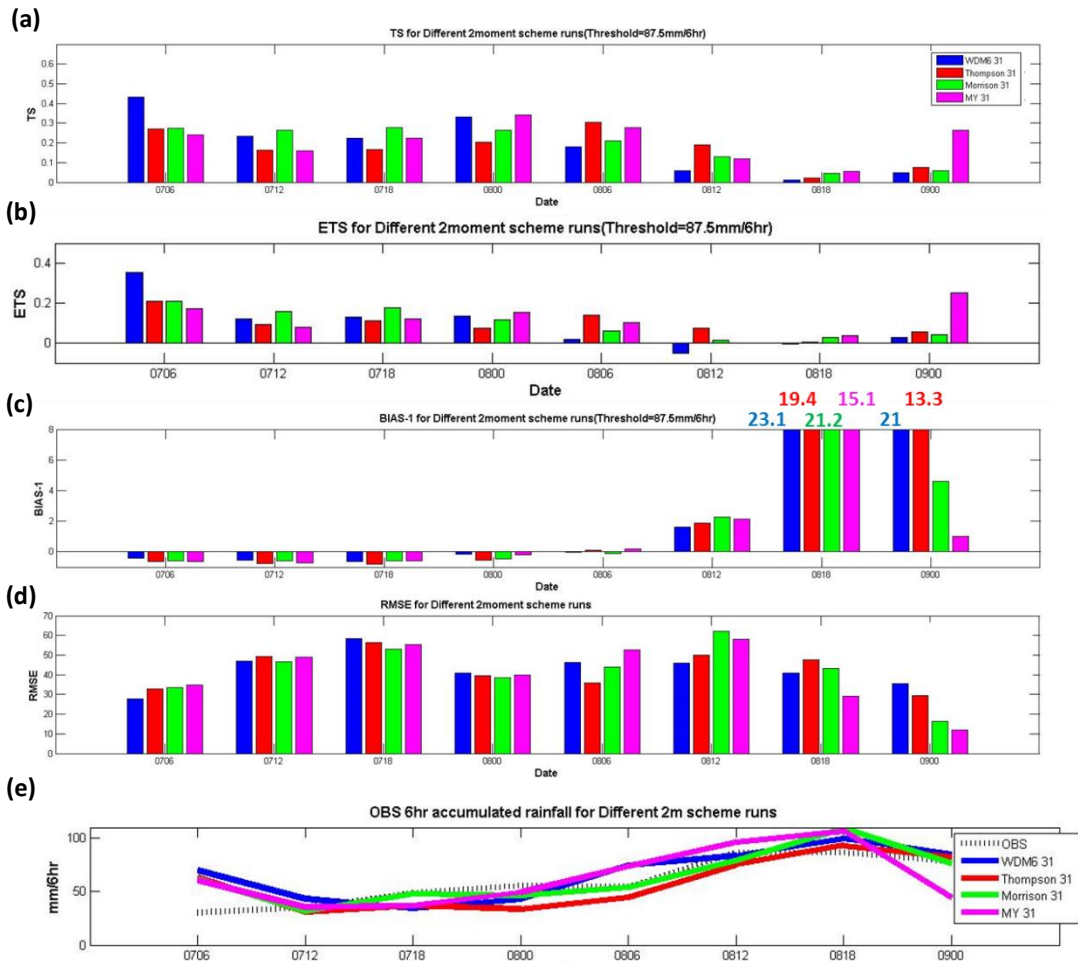 (a)
TS for Different 2moment scheme runs(Threshold=87.5mm/6hr)
WDM6 31
Thompson 31
Morrison 31
MY 31
TS
0.6
0.5
0.4
0.3
0.2
0.1
0
0706 0712 0718 0800 0806 0812 0818 0900
Date
(b)
ETS for Different 2moment scheme runs(Threshold=87.5mm/6hr)
ETS
0.4
0.2
0
0706 0712 0718 0800 0806 0812 0818 0900
Date
(c)
19.4 15.1 13.3
BIAS-1 for Different 2moment scheme runs(Threshold=87.5mm/6hr)
23.1 21.2 21
BIAS-1
8
6
4
2
0
0706 0712 0718 0800 0806 0812 0818 0900
Date
(d)
RMSE for Different 2moment scheme runs
RMSE
70
60
50
40
30
20
10
0
0706 0712 0718 0800 0806 0812 0818 0900
Date
(e)
OBS 6hr accumulated rainfall for Different 2m scheme runs
mm/6hr
100
50
0
OBS
WDM6 31
Thompson 31
Morrison 31
MY 31
0706 0712 0718 0800 0806 0812 0818 0900